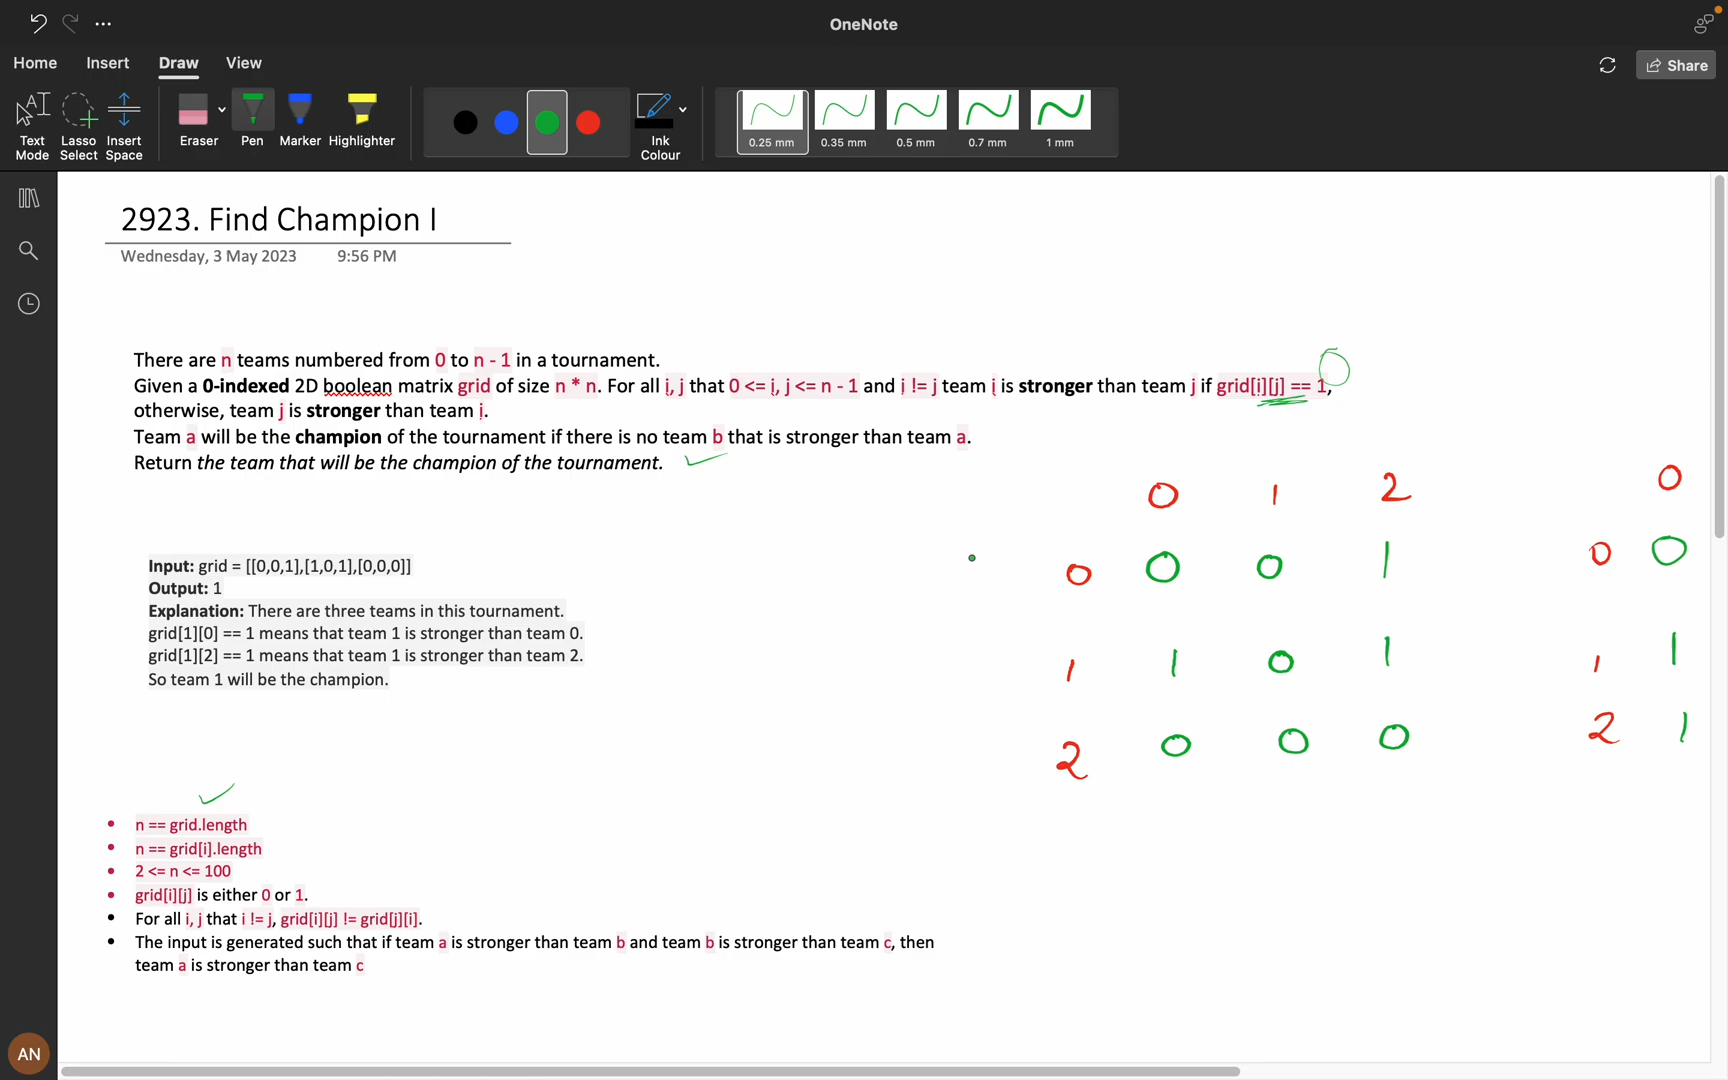 OneNote
Home Insert Draw View
Share
Text Mode
Lasso Select
Insert Space
Eraser
Pen
Marker
Highlighter
Ink Colour
0.25 mm
0.35 mm
0.5 mm
0.7 mm
1 mm
2923. Find Champion I
Wednesday, 3 May 2023 9:56 PM
There are n teams numbered from 0 to n - 1 in a tournament.
Given a 0-indexed 2D boolean matrix grid of size n * n. For all i, j that 0 <= i, j <= n - 1 and i != j team i is stronger than team j if grid[i][j] == 1,
otherwise, team j is stronger than team i.
Team a will be the champion of the tournament if there is no team b that is stronger than team a.
Return the team that will be the champion of the tournament.
Input: grid = [[0,0,1],[1,0,1],[0,0,0]]
Output: 1
Explanation: There are three teams in this tournament.
grid[1][0] == 1 means that team 1 is stronger than team 0.
grid[1][2] == 1 means that team 1 is stronger than team 2.
So team 1 will be the champion.
0 1 2 0
0 0 0 1 0 0
1 1 0 1 1 1
2 0 0 0 2 1
• n == grid.length
• n == grid[i].length
• 2 <= n <= 100
• grid[i][j] is either 0 or 1.
• For all i, j that i != j, grid[i][j] != grid[j][i].
• The input is generated such that if team a is stronger than team b and team b is stronger than team c, then
team a is stronger than team c
AN